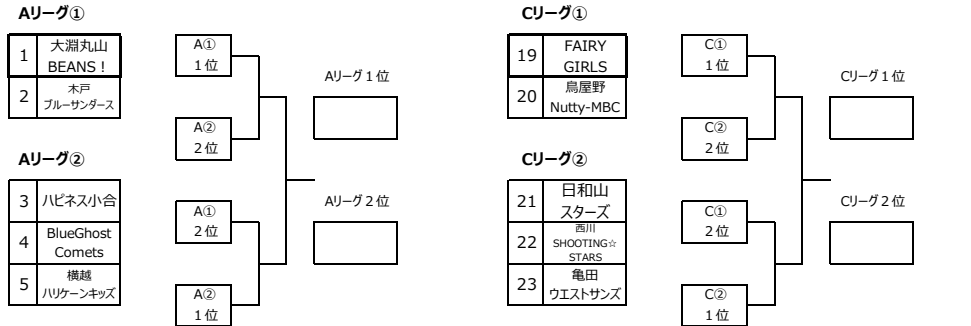 Aリーグ①
1 大淵丸山
BEANS！
2 木戸
ブルーサンダース
Aリーグ②
3 ハピネス小合
4 BlueGhost
Comets
5 横越
ハリケーンキッズ
A①
1位
A②
2位
A①
2位
A②
1位
Aリーグ１位
Aリーグ２位
Cリーグ①
19 FAIRY
GIRLS
20 鳥屋野
Nutty-MBC
Cリーグ②
21 日和山
スターズ
22 西川
SHOOTING☆
STARS
23 亀田
ウエストサンズ
C①
1位
C②
2位
C①
2位
C②
1位
Cリーグ１位
Cリーグ２位